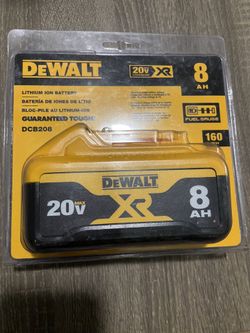 DEWALT
20V MAX XR
8 AH
LITHIUM ION BATTERY
BATERÍA DE IONES DE LITIO
BLOC-PILE AU LITHIUM-ION
GUARANTEED TOUGH
DCB208
FUEL GAUGE
160
DEWALT
20V MAX
XR
8 AH